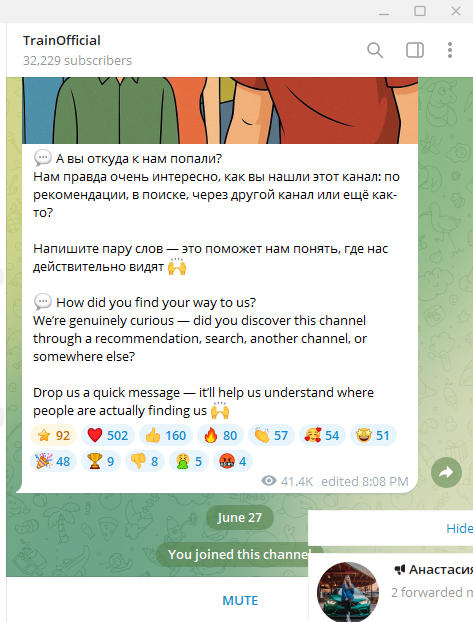 TrainOfficial
32,229 subscribers
💬 А вы откуда к нам попали?
Нам правда очень интересно, как вы нашли этот канал: по
рекомендации, в поиске, через другой канал или ещё как-
то?
Напишите пару слов — это поможет нам понять, где нас
действительно видят 🙌
💬 How did you find your way to us?
We’re genuinely curious — did you discover this channel
through a recommendation, search, another channel, or
somewhere else?
Drop us a quick message — it’ll help us understand where
people are actually finding us 🙌
⭐ 92 ❤️ 502 👍 160 🔥 80 👏 57 🥰 54 🤩 51
🎉 48 🏆 9 👎 8 🤮 5 🤬 4
41.4K edited 8:08 PM
June 27
Hide
You joined this channel
Анастасия
2 forwarded
MUTE